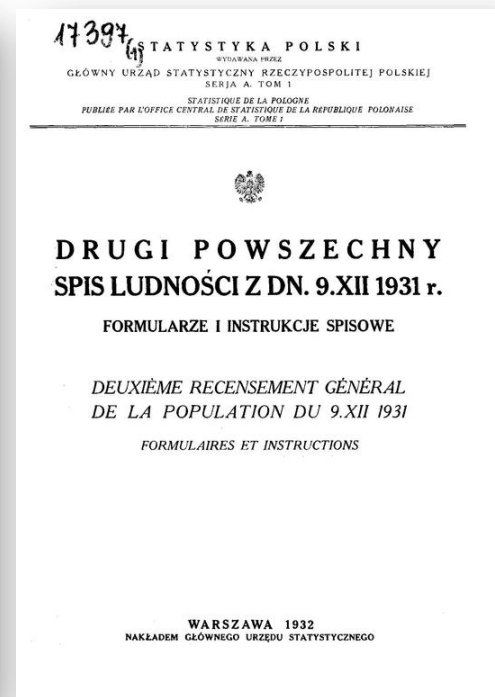 17397
(1)
STATYSTYKA POLSKI
WYDAWANA PRZEZ
GŁÓWNY URZĄD STATYSTYCZNY RZECZYPOSPOLITEJ POLSKIEJ
SERJA A. TOM 1
STATISTIQUE DE LA POLOGNE
PUBLIÉE PAR L'OFFICE CENTRAL DE STATISTIQUE DE LA RÉPUBLIQUE POLONAISE
SÉRIE A. TOME 1
DRUGI POWSZECHNY
SPIS LUDNOŚCI Z DN. 9.XII 1931 r.
FORMULARZE I INSTRUKCJE SPISOWE
DEUXIÈME RECENSEMENT GÉNÉRAL
DE LA POPULATION DU 9.XII 1931
FORMULAIRES ET INSTRUCTIONS
WARSZAWA 1932
NAKŁADEM GŁÓWNEGO URZĘDU STATYSTYCZNEGO